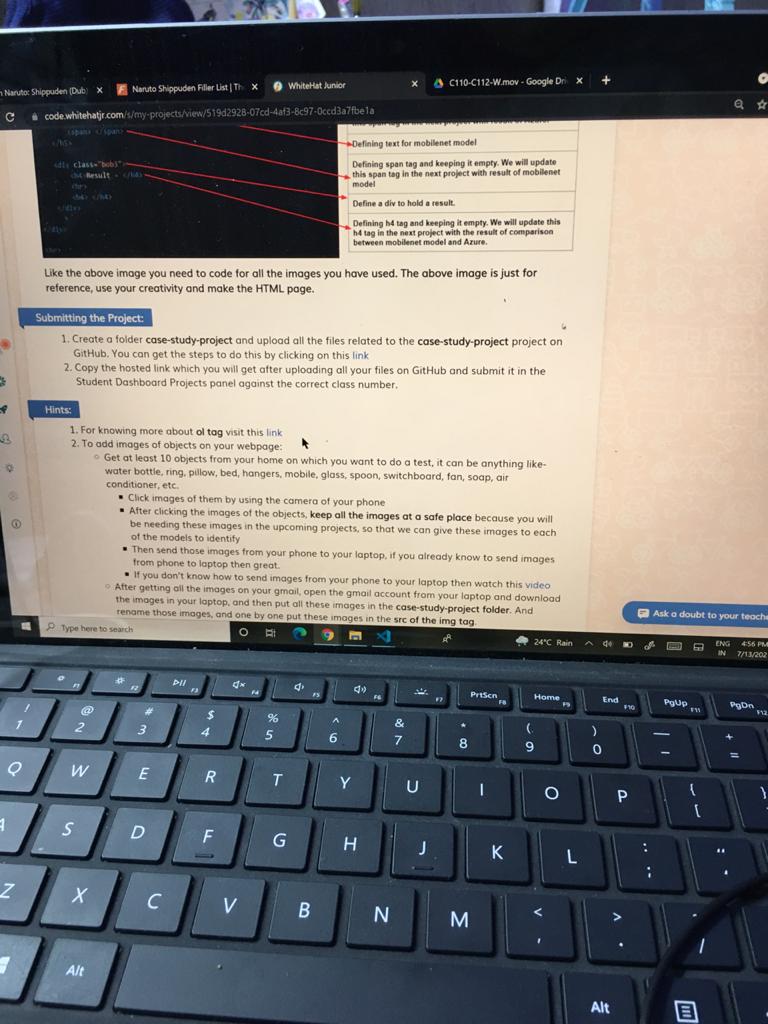 n Naruto: Shippuden (Dub) ×
Naruto Shippuden Filler List | Th ×
WhiteHat Junior ×
C110-C112-W.mov - Google Dri ×
+
code.whitehatjr.com/s/my-projects/view/519d2928-07cd-4af3-8c97-0ccd3a7fbe1a
<span> </span>
</h5>
<div class="bob3">
<h4>Result - </h4>
<hr>
<h4> </h4>
</div>
</div>
<hr>
Defining text for mobilenet model
Defining span tag and keeping it empty. We will update
this span tag in the next project with result of mobilenet
model
Define a div to hold a result.
Defining h4 tag and keeping it empty. We will update this
h4 tag in the next project with the result of comparison
between mobilenet model and Azure.
Like the above image you need to code for all the images you have used. The above image is just for
reference, use your creativity and make the HTML page.
Submitting the Project:
1. Create a folder case-study-project and upload all the files related to the case-study-project project on
GitHub. You can get the steps to do this by clicking on this link
2. Copy the hosted link which you will get after uploading all your files on GitHub and submit it in the
Student Dashboard Projects panel against the correct class number.
Hints:
1. For knowing more about ol tag visit this link
2. To add images of objects on your webpage:
Get at least 10 objects from your home on which you want to do a test, it can be anything like-
water bottle, ring, pillow, bed, hangers, mobile, glass, spoon, switchboard, fan, soap, air
conditioner, etc.
Click images of them by using the camera of your phone
After clicking the images of the objects, keep all the images at a safe place because you will
be needing these images in the upcoming projects, so that we can give these images to each
of the models to identify
Then send those images from your phone to your laptop, if you already know to send images
from phone to laptop then great.
If you don't know how to send images from your phone to your laptop then watch this video
After getting all the images on your gmail, open the gmail account from your laptop and download
the images in your laptop, and then put all these images in the case-study-project folder. And
rename those images, and one by one put these images in the src of the img tag.
Ask a doubt to your teache
Type here to search
24°C Rain
ENG 4:56 PM
IN 7/13/202
F1 F2 F3 F4 F5 F6 F7 PrtScn F8 Home F9 End F10 PgUp F11 PgDn F12
! @ # $ % ^ & * ( ) — +
1 2 3 4 5 6 7 8 9 0 - =
Q W E R T Y U I O P { [ }
A S D F G H J K L : ; " '
Z X C V B N M < , > . /
Alt Alt